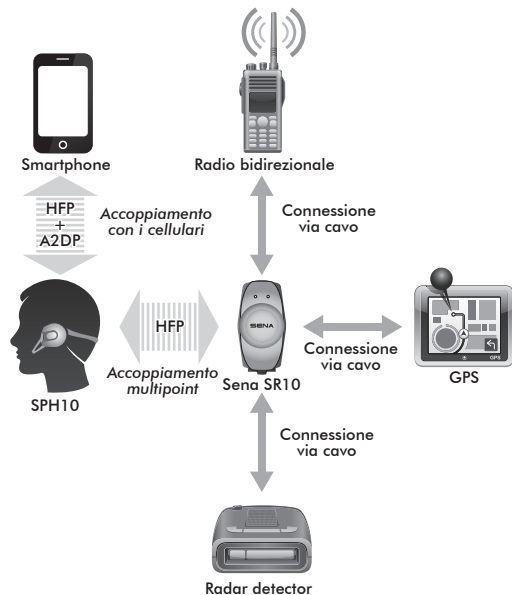 Smartphone
Radio bidirezionale
HFP
+
A2DP
Accoppiamento
con i cellulari
Connessione
via cavo
HFP
SENA
Accoppiamento
multipoint
Connessione
via cavo
GPS
SPH10
Sena SR10
GPS
Connessione
via cavo
Radar detector